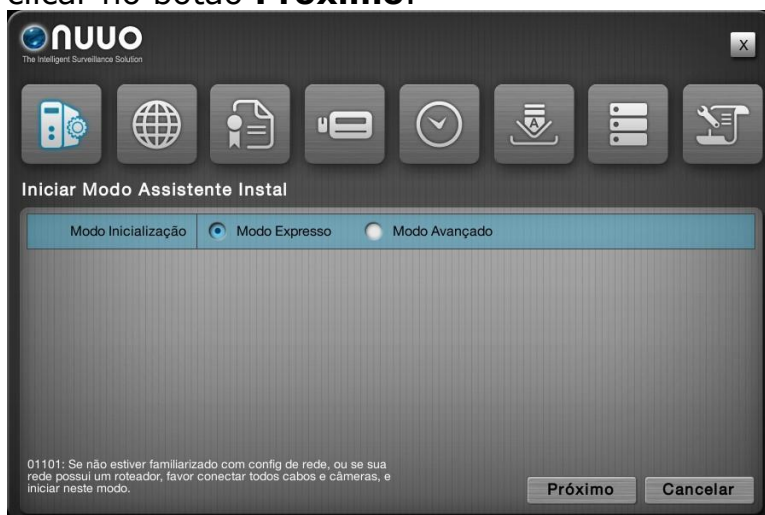 clicar no botão Próximo.
NUUO
The Intelligent Surveillance Solution
X
A
Iniciar Modo Assistente Instal
Modo Inicialização Modo Expresso Modo Avançado
01101: Se não estiver familiarizado com config de rede, ou se sua
rede possui um roteador, favor conectar todos cabos e câmeras, e
iniciar neste modo.
Próximo Cancelar